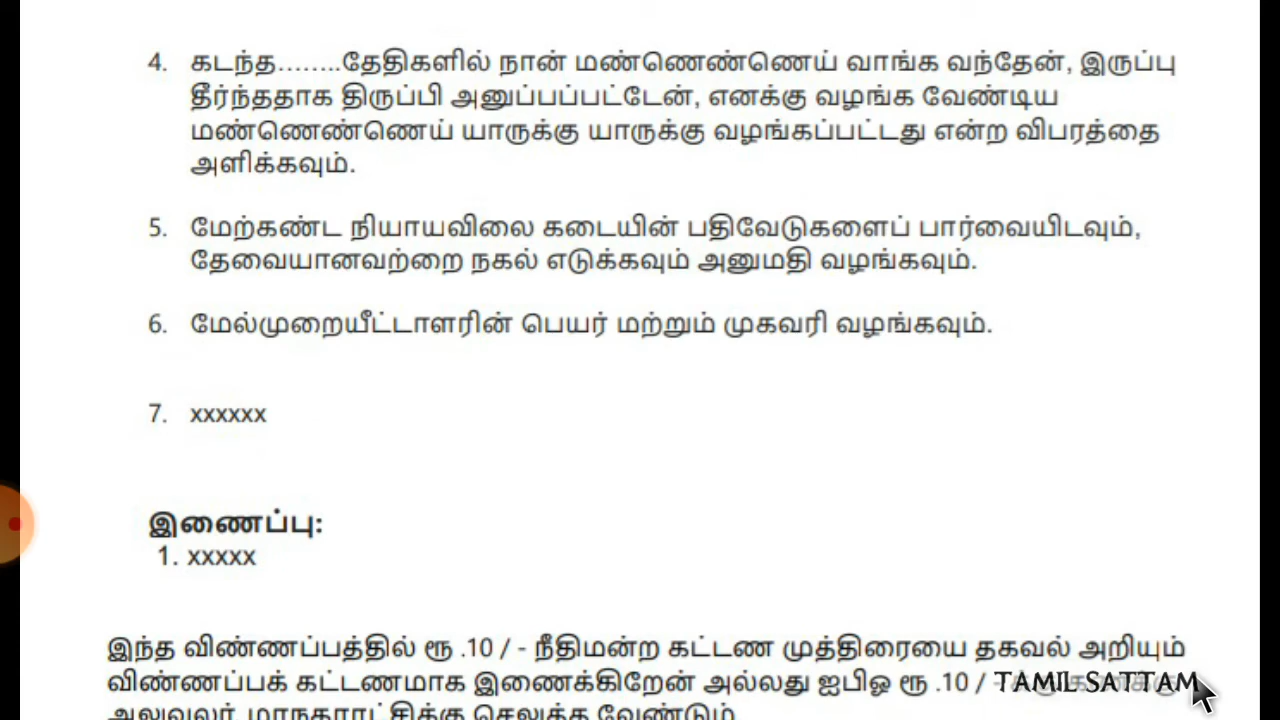 4. கடந்த........தேதிகளில் நான் மண்ணெண்ணெய் வாங்க வந்தேன், இருப்பு
தீர்ந்ததாக திருப்பி அனுப்பப்பட்டேன், எனக்கு வழங்க வேண்டிய
மண்ணெண்ணெய் யாருக்கு யாருக்கு வழங்கப்பட்டது என்ற விபரத்தை
அளிக்கவும்.
5. மேற்கண்ட நியாயவிலை கடையின் பதிவேடுகளைப் பார்வையிடவும்,
தேவையானவற்றை நகல் எடுக்கவும் அனுமதி வழங்கவும்.
6. மேல்முறையீட்டாளரின் பெயர் மற்றும் முகவரி வழங்கவும்.
7. xxxxxx
இணைப்பு:
1. xxxxx
இந்த விண்ணப்பத்தில் ரூ .10 / - நீதிமன்ற கட்டண முத்திரையை தகவல் அறியும்
விண்ணப்பக் கட்டணமாக இணைக்கிறேன் அல்லது ஐபிஓ ரூ .10 / -
TAMIL SATTAM
அலுவலர் மாநகராட்சிக்கு செலுத்த வேண்டும்